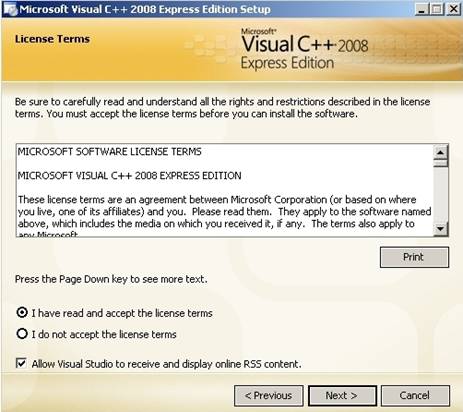 Microsoft Visual C++ 2008 Express Edition Setup
License Terms
Microsoft
Visual C++ 2008
Express Edition
Be sure to carefully read and understand all the rights and restrictions described in the license
terms. You must accept the license terms before you can install the software.
MICROSOFT SOFTWARE LICENSE TERMS
MICROSOFT VISUAL C++ 2008 EXPRESS EDITION
These license terms are an agreement between Microsoft Corporation (or based on where
you live, one of its affiliates) and you. Please read them. They apply to the software named
above, which includes the media on which you received it, if any. The terms also apply to
any Microsoft
Print
Press the Page Down key to see more text.
I have read and accept the license terms
I do not accept the license terms
Allow Visual Studio to receive and display online RSS content.
< Previous
Next >
Cancel